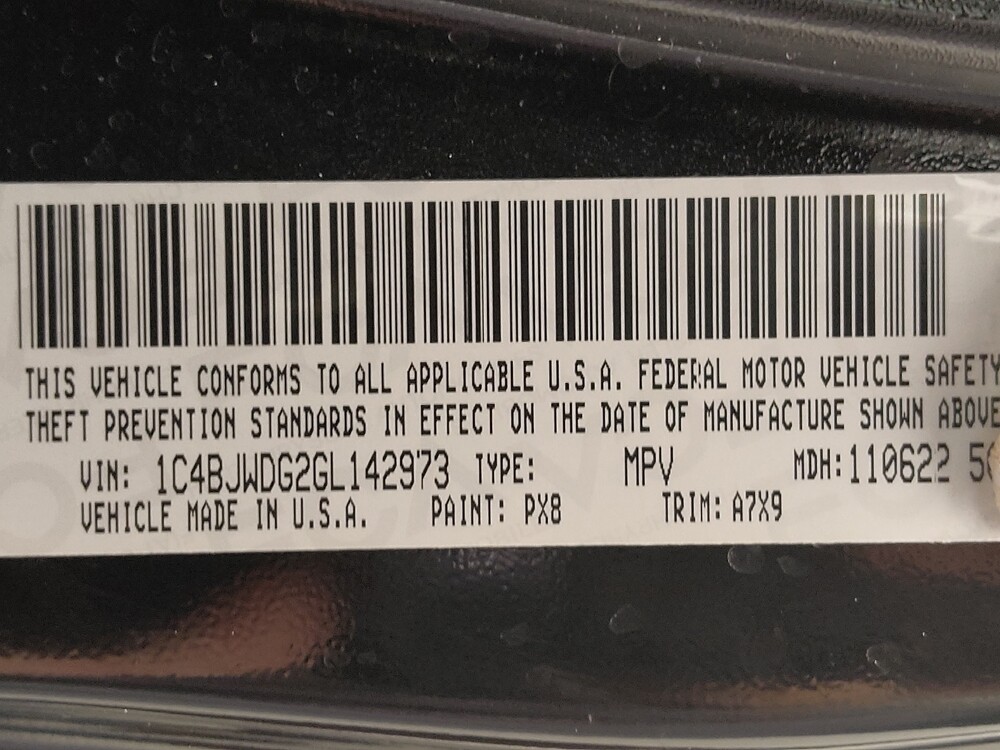 THIS VEHICLE CONFORMS TO ALL APPLICABLE U.S.A. FEDERAL MOTOR VEHICLE SAFETY
THEFT PREVENTION STANDARDS IN EFFECT ON THE DATE OF MANUFACTURE SHOWN ABOVE
VIN: 1C4BJWDG2GL142973 TYPE: MPV MDH:110622
VEHICLE MADE IN U.S.A. PAINT: PX8 TRIM: A7X9